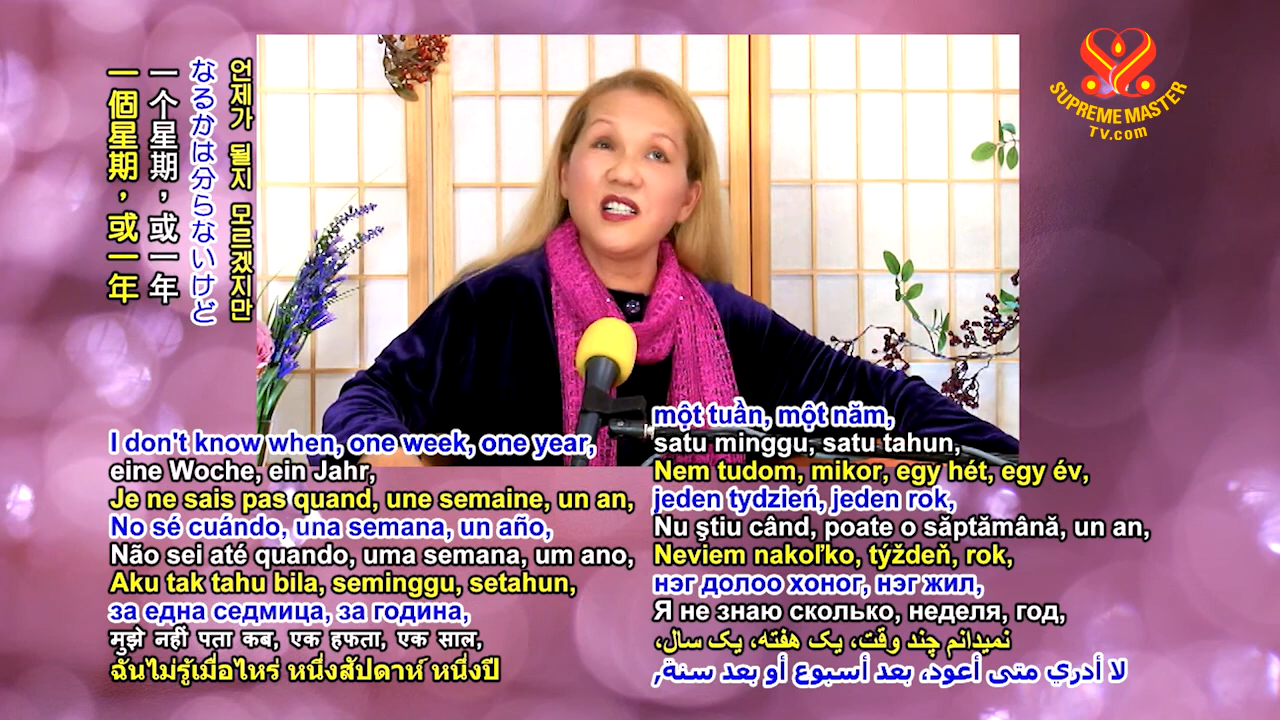 언제가 될지 모르겠지만
なるかは分らないけど
一个星期，或一年
一個星期，或一年
SUPREME MASTER
TV.com
I don't know when, one week, one year,
eine Woche, ein Jahr,
Je ne sais pas quand, une semaine, un an,
No sé cuándo, una semana, un año,
Não sei até quando, uma semana, um ano,
Aku tak tahu bila, seminggu, setahun,
за една седмица, за година,
मुझे नहीं पता कब, एक हफ्ता, एक साल,
ฉันไม่รู้เมื่อไหร่ หนึ่งสัปดาห์ หนึ่งปี
một tuần, một năm,
satu minggu, satu tahun,
Nem tudom, mikor, egy hét, egy év,
jeden tydzień, jeden rok,
Nu ştiu când, poate o săptămână, un an,
Neviem nakoľko, týždeň, rok,
нэг долоо хоног, нэг жил,
Я не знаю сколько, неделя, год,
نمیدانم چند وقت، یک هفته، یک سال،
لا أدري متى أعود، بعد أسبوع أو بعد سنة,